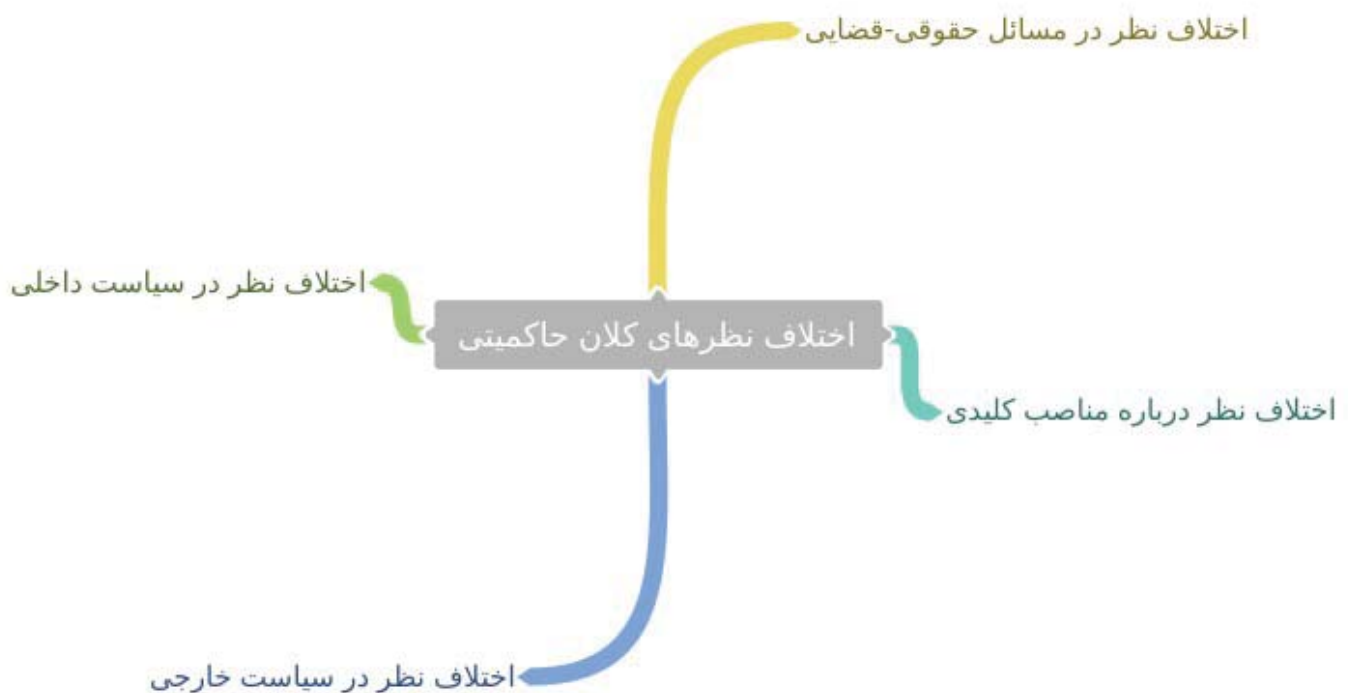 اختلاف نظر در مسائل حقوقی-قضایی
اختلاف نظر در سیاست داخلی
اختلاف نظرهای کلان حاکمیتی
اختلاف نظر درباره مناصب کلیدی
اختلاف نظر در سیاست خارجی